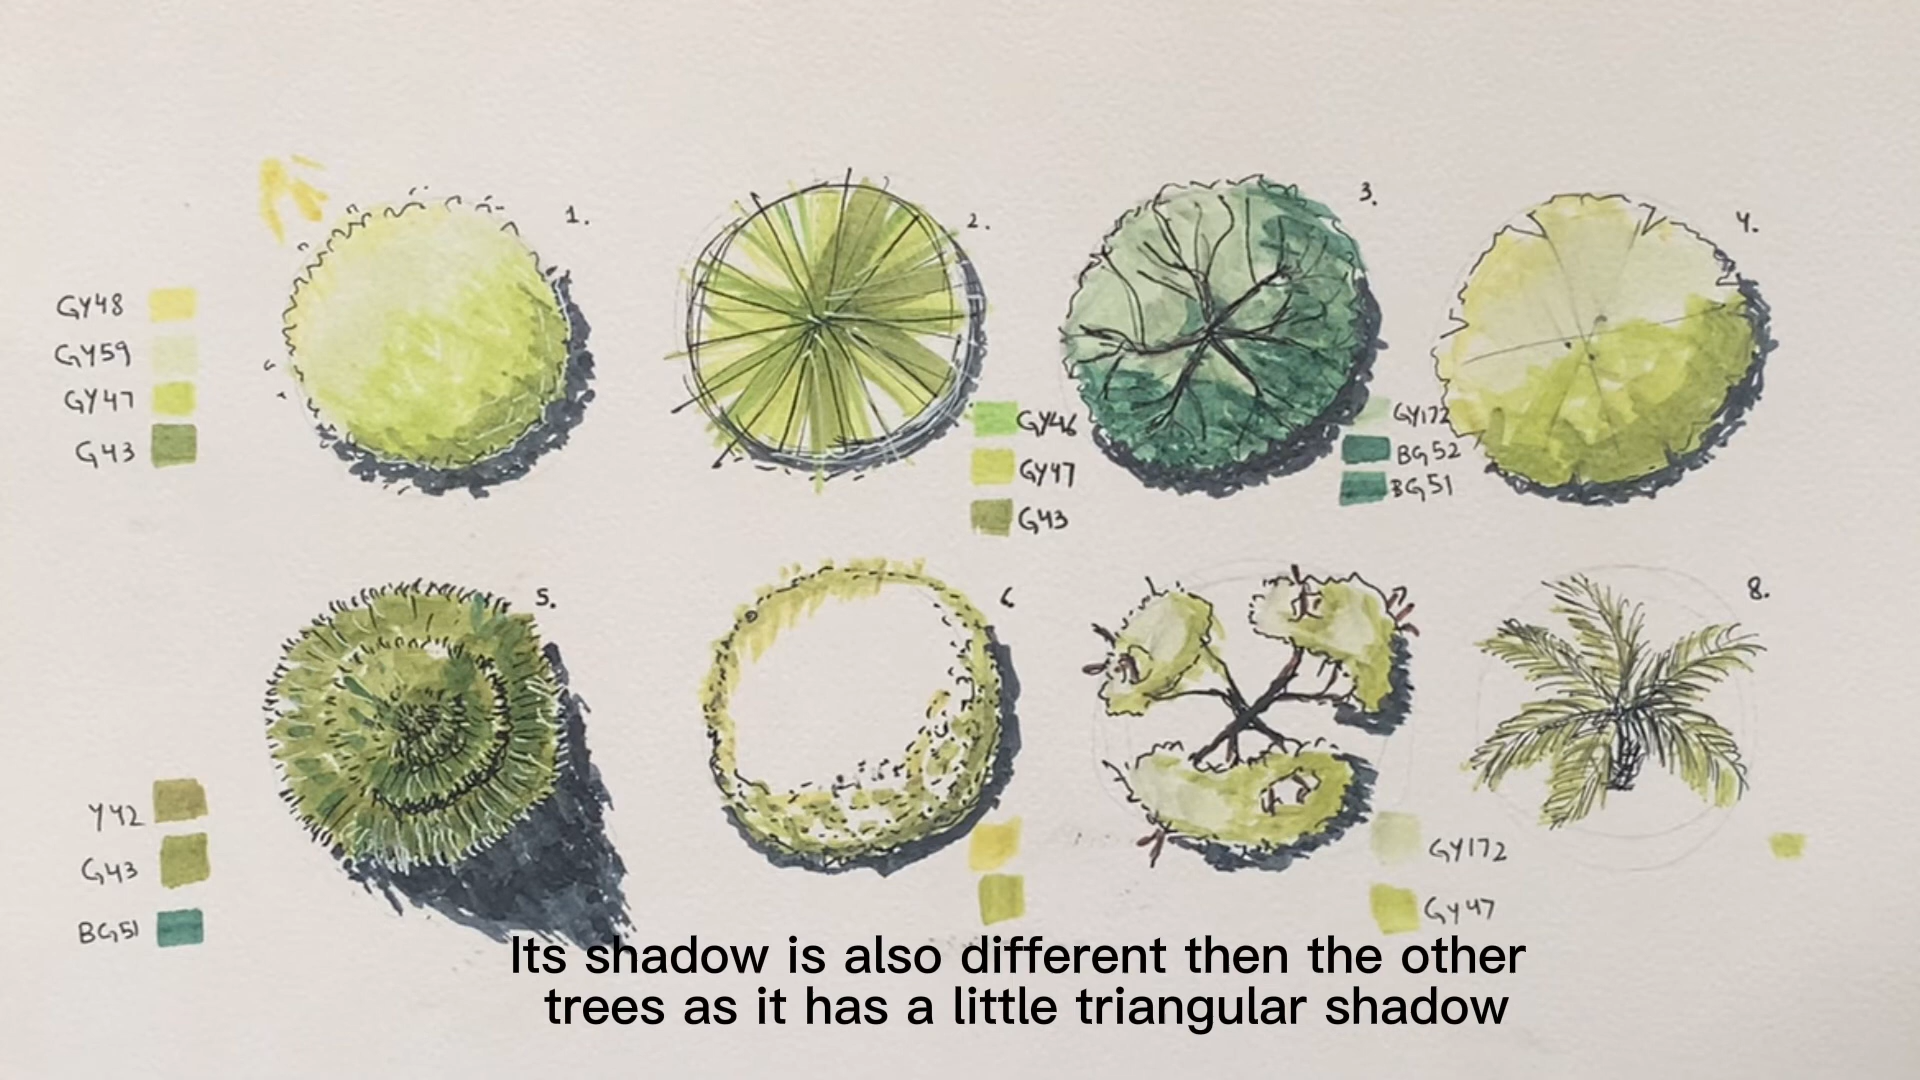 1.
2.
3.
4.
GY48
GY59
GY47
G43
GY46
GY47
G43
GY172
BG52
BG51
5.
6
8.
Y42
G43
BG51
GY172
GY47
Its shadow is also different then the other
trees as it has a little triangular shadow